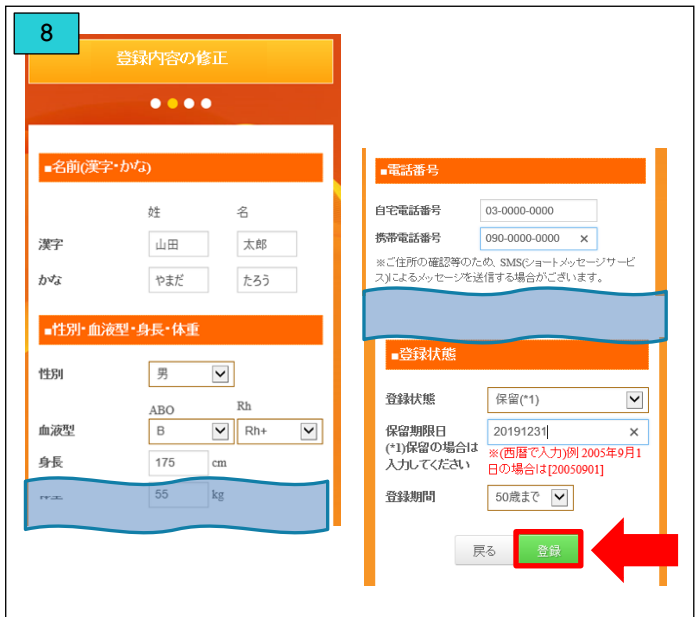 8
登録内容の修正
■名前(漢字・かな)
姓 名
漢字 山田 太郎
かな やまだ たろう
■性別・血液型・身長・体重
性別 男
ABO Rh
血液型 B Rh+
身長 175 cm
55 kg
■電話番号
自宅電話番号 03-0000-0000
携帯電話番号 090-0000-0000 ×
※ご住所の確認等のため、SMS(ショートメッセージサービ
ス)によるメッセージを送信する場合がございます。
■登録状態
登録状態 保留(*1)
保留期限日 20191231 ×
(*1)保留の場合は
入力してください
※(西暦で入力)例 2005年9月1
日の場合は[20050901]
登録期間 50歳まで
戻る 登録